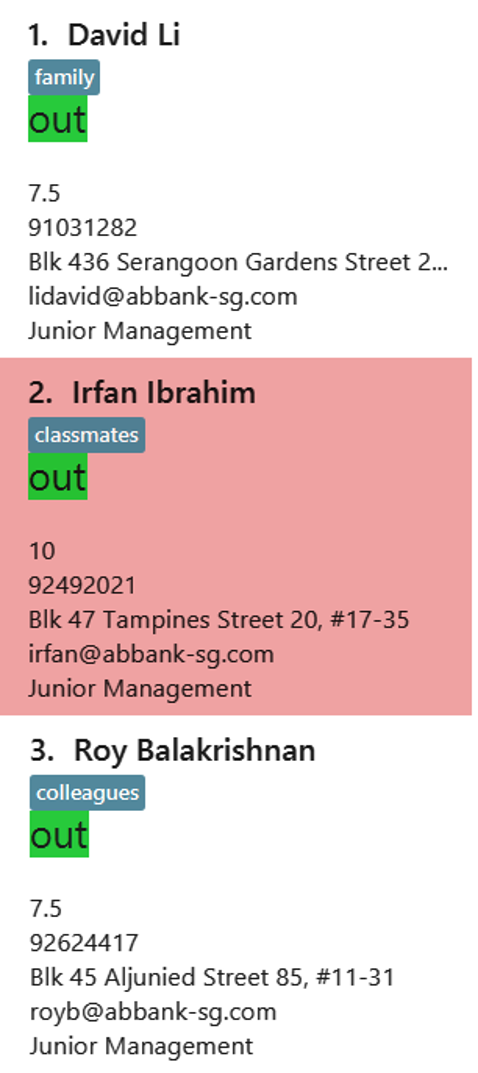 1. David Li
family
out
7.5
91031282
Blk 436 Serangoon Gardens Street 2...
lidavid@abbank-sg.com
Junior Management
2. Irfan Ibrahim
classmates
out
10
92492021
Blk 47 Tampines Street 20, #17-35
irfan@abbank-sg.com
Junior Management
3. Roy Balakrishnan
colleagues
out
7.5
92624417
Blk 45 Aljunied Street 85, #11-31
royb@abbank-sg.com
Junior Management